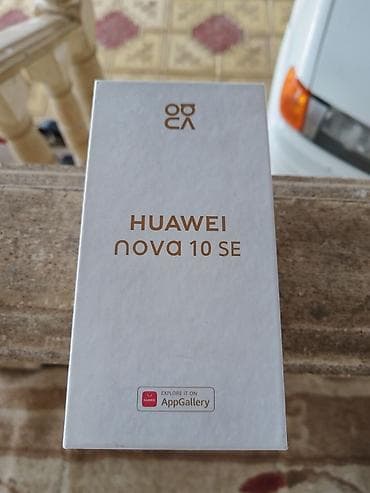 HUAWEI
nova 10 SE
EXPLORE IT ON
AppGallery